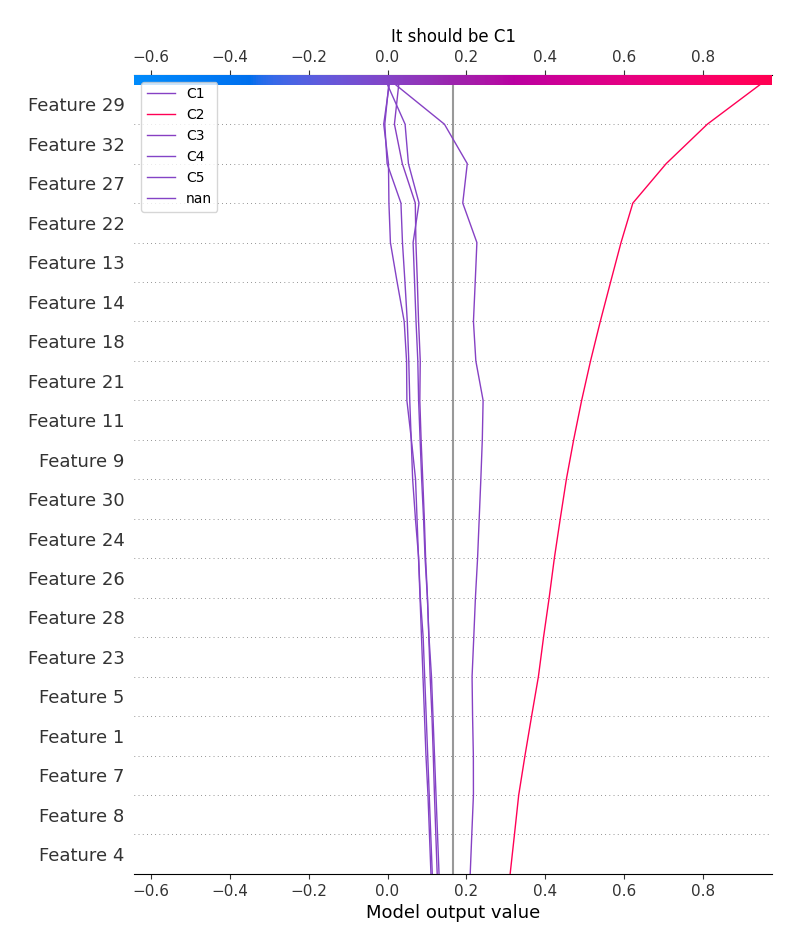 It should be C1
−0.6 −0.4 −0.2 0.0 0.2 0.4 0.6 0.8
C1
C2
C3
C4
C5
nan
Feature 29
Feature 32
Feature 27
Feature 22
Feature 13
Feature 14
Feature 18
Feature 21
Feature 11
Feature 9
Feature 30
Feature 24
Feature 26
Feature 28
Feature 23
Feature 5
Feature 1
Feature 7
Feature 8
Feature 4
−0.6 −0.4 −0.2 0.0 0.2 0.4 0.6 0.8
Model output value